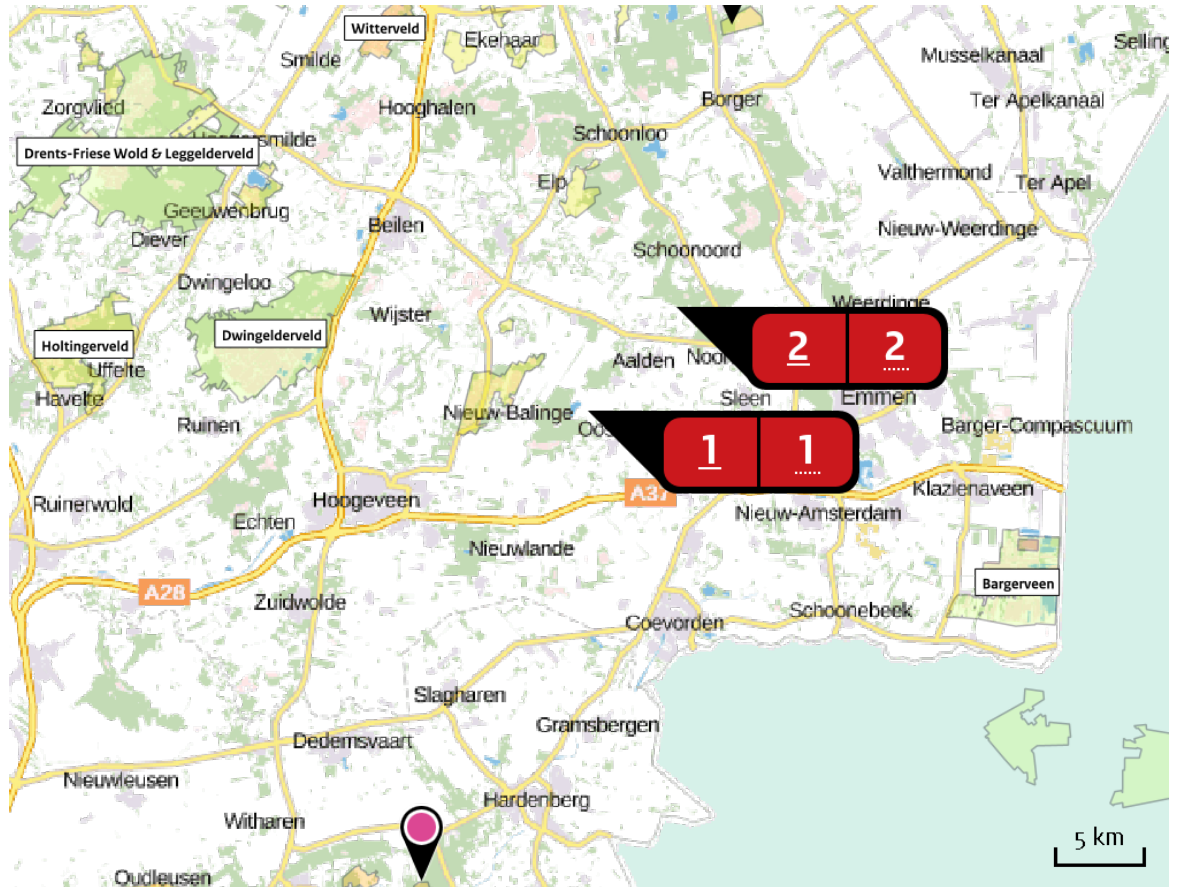 Witterveld
Ekehaar
Smilde
Musselkanaal
Zorgvlied
Hooghalen
Borger
Ter Apelkanaal
Schoonloo
Drents-Friese Wold & Leggelderveld
Elp
Valthermond
Ter Apel
Geeuwenbrug
Beilen
Nieuw-Weerdinge
Diever
Schoonoord
Dwingeloo
Weerdinge
Wijster
Dwingelderveld
Holtingerveld
2 2
Uffelte
Aalden
Havelte
Sleen
Emmen
Nieuw-Balinge
Ruinen
Barger-Compascuum
1 1
Hoogeveen
A37
Klazienaveen
Ruinerwold
Echten
Nieuw-Amsterdam
Nieuwlande
Bargerveen
A28
Zuidwolde
Schoonebeek
Coevorden
Slagharen
Gramsbergen
Dedemsvaart
Nieuwleusen
Hardenberg
Witharen
5 km
Oudleusen